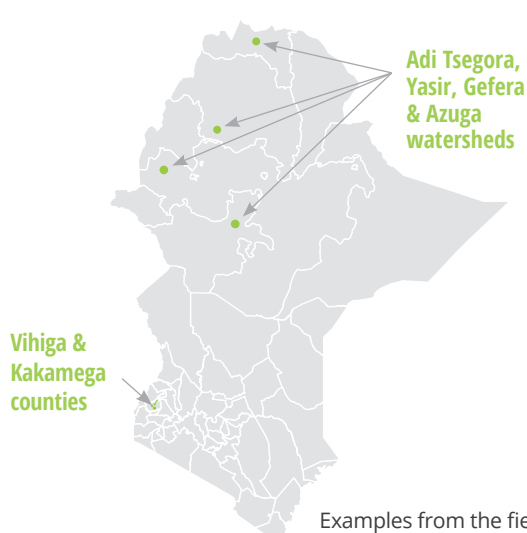 Adi Tsegora,
Yasir, Gefera
& Azuga
watersheds
Vihiga &
Kakamega
counties
Examples from the fie